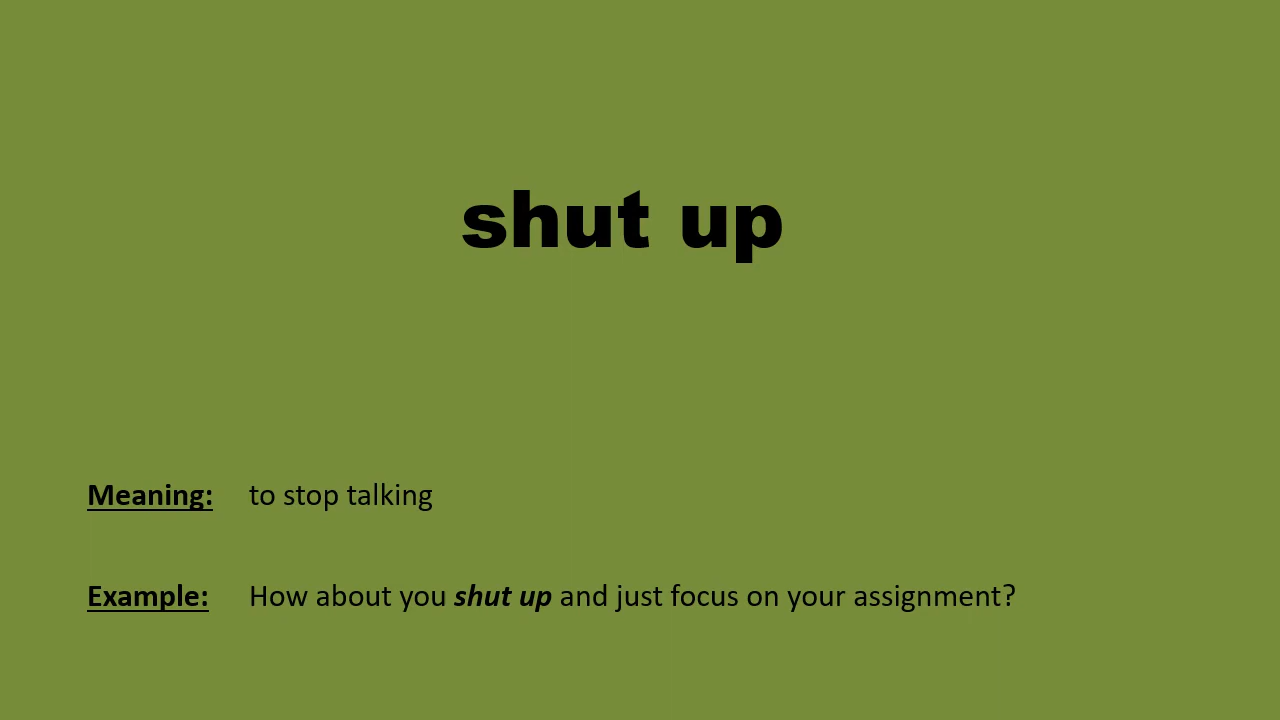 shut up
Meaning: to stop talking
Example: How about you shut up and just focus on your assignment?